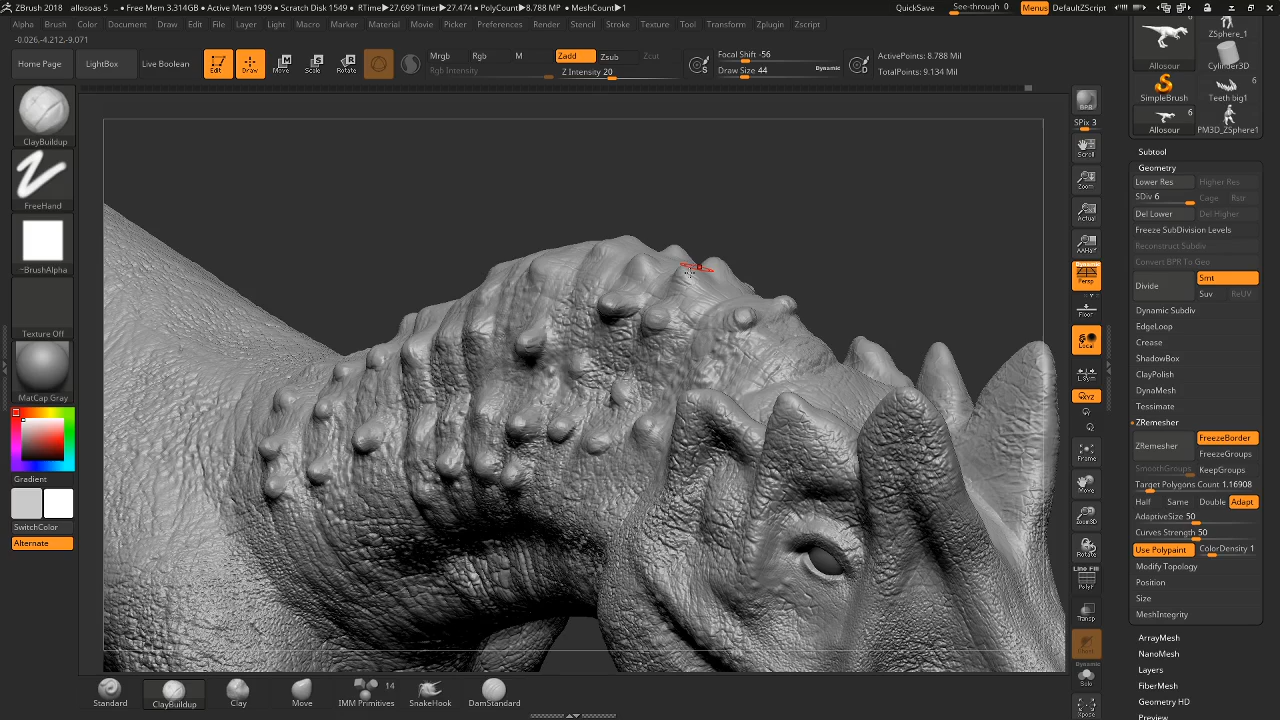 ZBrush 2018 allosoas 5 .. ● Free Mem 3.314GB ● Active Mem 1999 ● Scratch Disk 1549 ● RTime▶27.699 Timer▶27.474 ● PolyCount▶8.788 MP ● MeshCount▶1 QuickSave See-through 0 Menus DefaultZScript
Alpha Brush Color Document Draw Edit File Layer Light Macro Marker Material Movie Picker Preferences Render Stencil Stroke Texture Tool Transform Zplugin Zscript
-0.026,-4.212,-9.071
Home Page LightBox Live Boolean Edit Draw Move Scale Rotate
Mrgb Rgb M Zadd Zsub Zcut
Rgb Intensity Z Intensity 20
S Focal Shift -56
Draw Size 44 Dynamic
D ActivePoints: 8.788 Mil
TotalPoints: 9.134 Mil
ClayBuildup
FreeHand
~BrushAlpha
Texture Off
MatCap Gray
Gradient
SwitchColor
Alternate
BPR
SPix 3
Scroll
Zoom
Actual
AAHalf
Dynamic
Persp
Floor
Local
L.Sym
XYZ
Frame
Move
Zoom3D
Rotate
Line Fill
PolyF
Transp
Dynamic
Solo
Xpose
ZSphere_1
Allosour Cylinder3D
6
SimpleBrush Teeth big1
6
Allosour PM3D_ZSphere1
Subtool
Geometry
Lower Res Higher Res
SDiv 6 Cage Rstr
Del Lower Del Higher
Freeze SubDivision Levels
Reconstruct Subdiv
Convert BPR To Geo
Divide Smt
Suv ReUV
Dynamic Subdiv
EdgeLoop
Crease
ShadowBox
ClayPolish
DynaMesh
Tessimate
ZRemesher
ZRemesher FreezeBorder
FreezeGroups
SmoothGroups KeepGroups
Target Polygons Count 1.16908
Half Same Double Adapt
AdaptiveSize 50
Curves Strength 50
Use Polypaint ColorDensity 1
Modify Topology
Position
Size
MeshIntegrity
ArrayMesh
NanoMesh
Layers
FiberMesh
Geometry HD
Preview
14
Standard ClayBuildup Clay Move IMM Primitives SnakeHook DamStandard